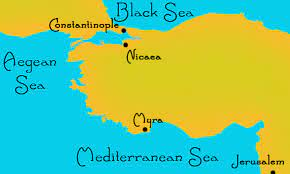 Black Sea
Constantinople
Nicaea
Aegean
Sea
Myra
Mediterranean Sea
Jerusalem